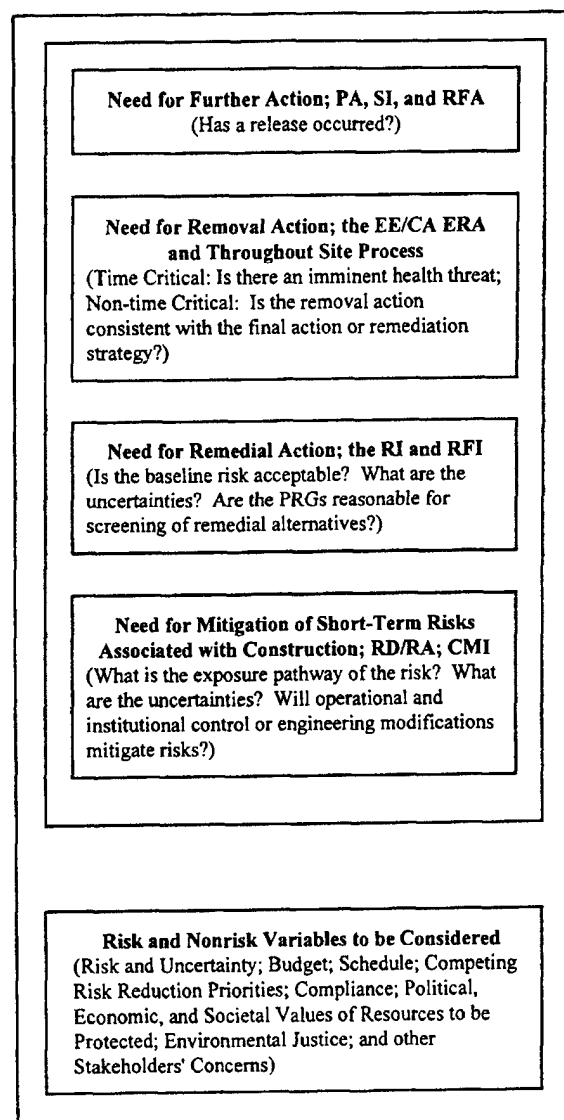 Need for Further Action; PA, SI, and RFA
(Has a release occurred?)
Need for Removal Action; the EE/CA ERA
and Throughout Site Process
(Time Critical: Is there an imminent health threat;
Non-time Critical: Is the removal action
consistent with the final action or remediation
strategy?)
Need for Remedial Action; the RI and RFI
(Is the baseline risk acceptable? What are the
uncertainties? Are the PRGs reasonable for
screening of remedial alternatives?)
Need for Mitigation of Short-Term Risks
Associated with Construction; RD/RA; CMI
(What is the exposure pathway of the risk? What
are the uncertainties? Will operational and
institutional control or engineering modifications
mitigate risks?)
Risk and Nonrisk Variables to be Considered
(Risk and Uncertainty; Budget; Schedule; Competing
Risk Reduction Priorities; Compliance; Political,
Economic, and Societal Values of Resources to be
Protected; Environmental Justice; and other
Stakeholders' Concerns)